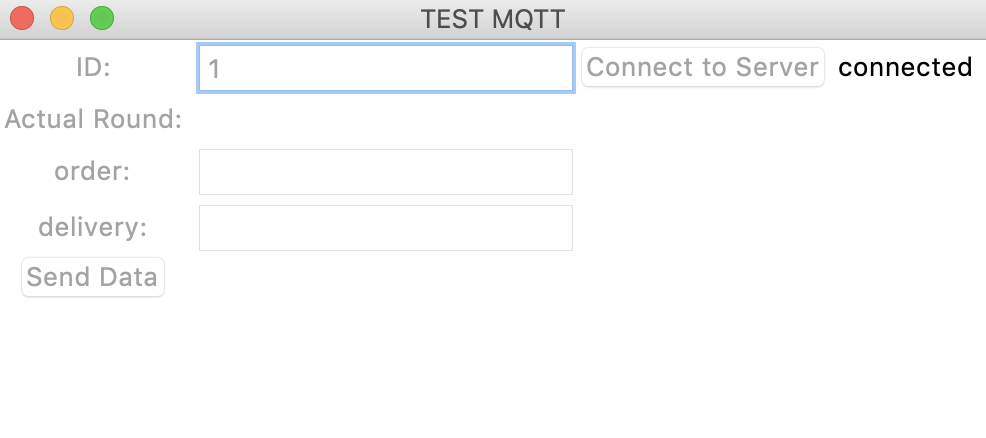 TEST MQTT
ID: 1 Connect to Server connected
Actual Round:
order:
delivery:
Send Data